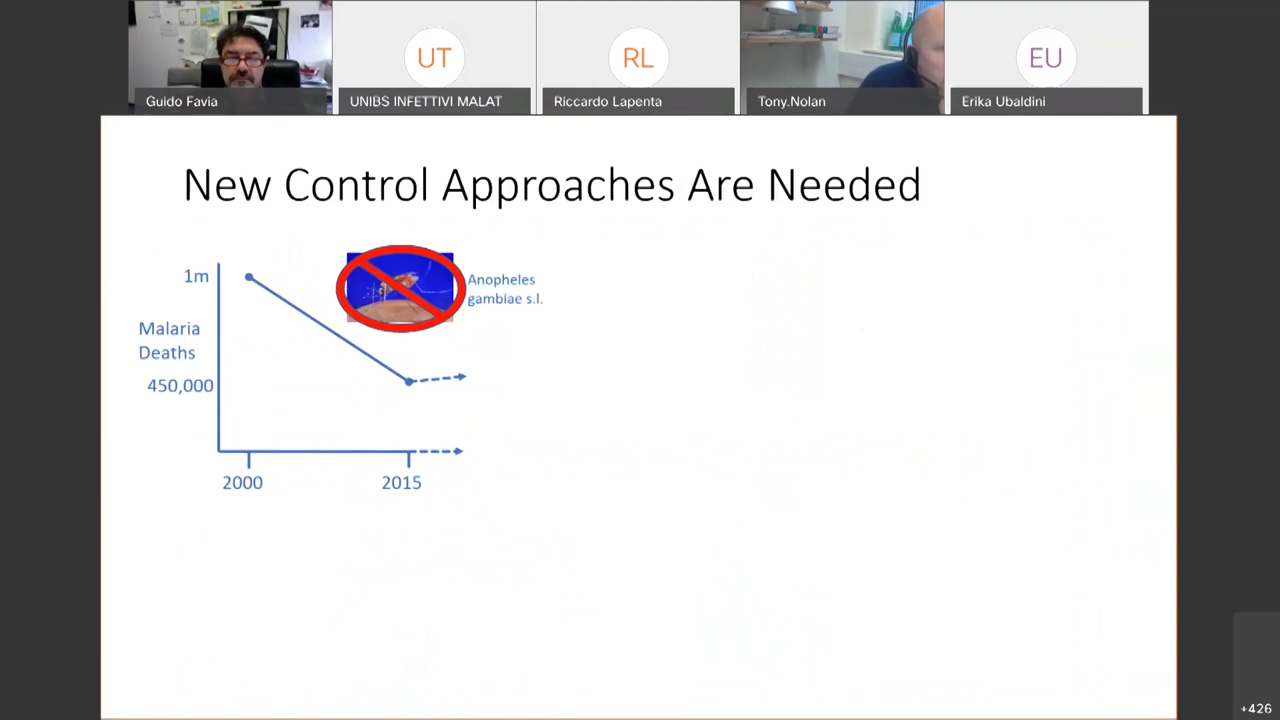 UT
RL
EU
Guido Favia
UNIBS INFETTIVI MALAT
Riccardo Lapenta
Tony.Nolan
Erika Ubaldini
New Control Approaches Are Needed
1m
Anopheles
gambiae s.l.
Malaria
Deaths
450,000
2000
2015
+426